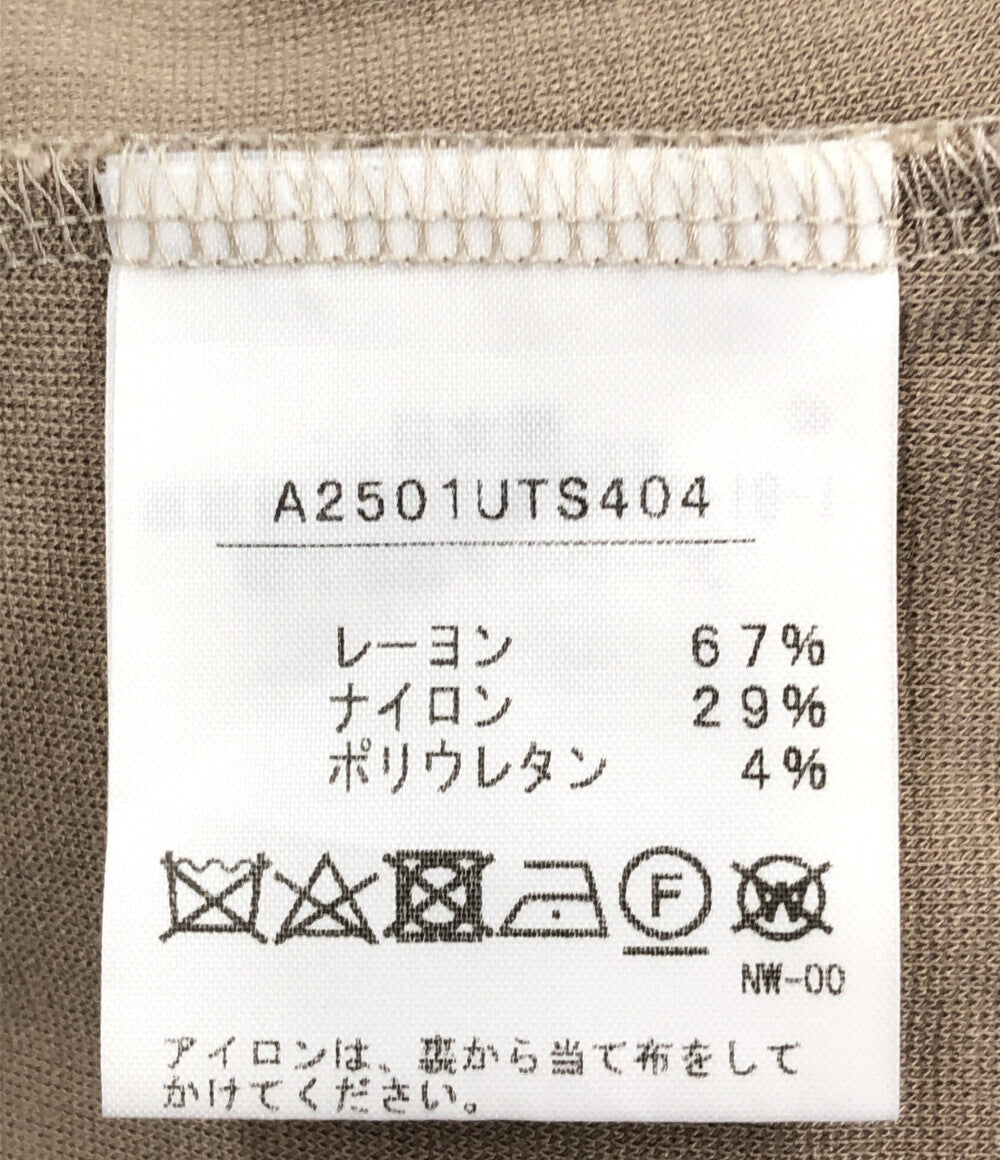 A2501UTS404
レーヨン 67%
ナイロン 29%
ポリウレタン 4%
F W
NW-00
アイロンは、裏から当て布をして
かけてください。